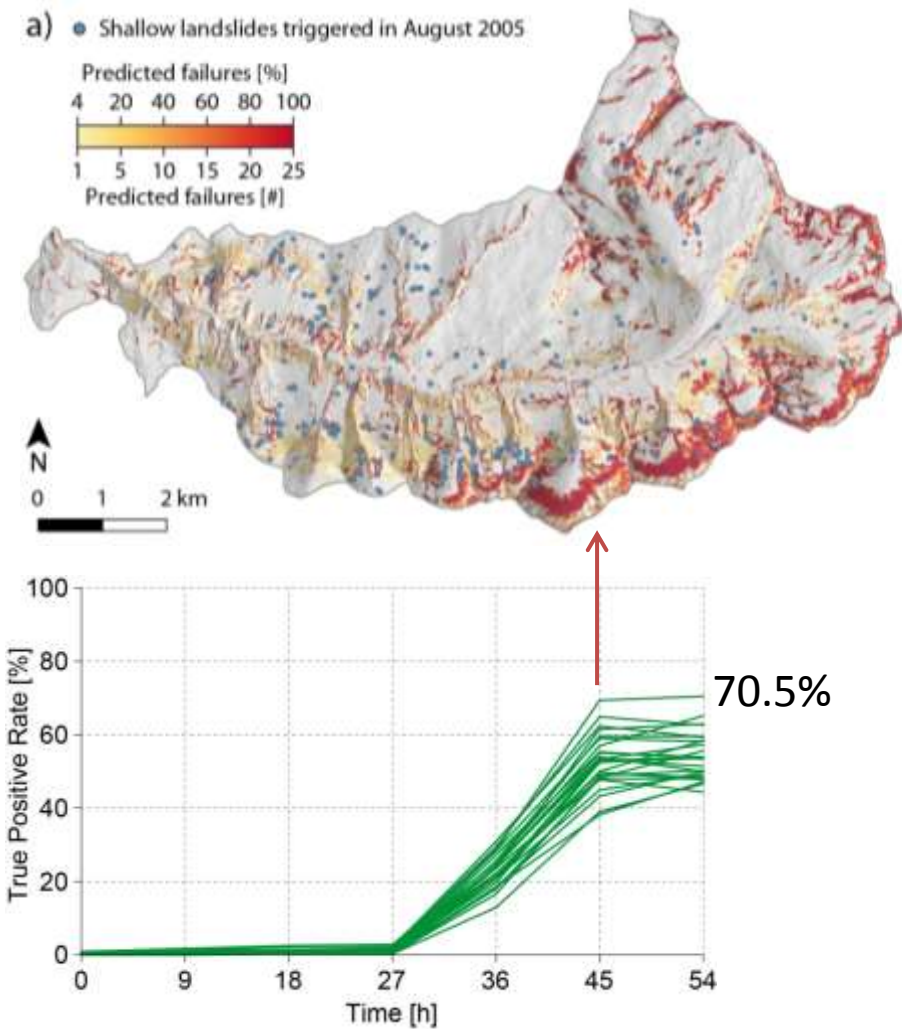 a) Shallow landslides triggered in August 2005
Predicted failures [%]
4 20 40 60 80 100
1 5 10 15 20 25
Predicted failures [#]
N
0 1 2 km
100
80
60
40
20
0
True Positive Rate [%]
70.5%
0 9 18 27 36 45 54
Time [h]